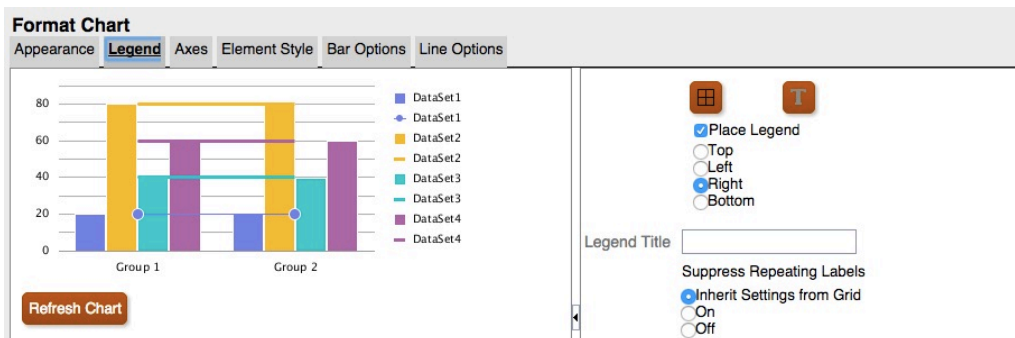 Format Chart
Appearance Legend Axes Element Style Bar Options Line Options
80
60
40
20
0
Group 1 Group 2
DataSet1
DataSet1
DataSet2
DataSet2
DataSet3
DataSet3
DataSet4
DataSet4
Refresh Chart
T
Place Legend
Top
Left
Right
Bottom
Legend Title
Suppress Repeating Labels
Inherit Settings from Grid
On
Off